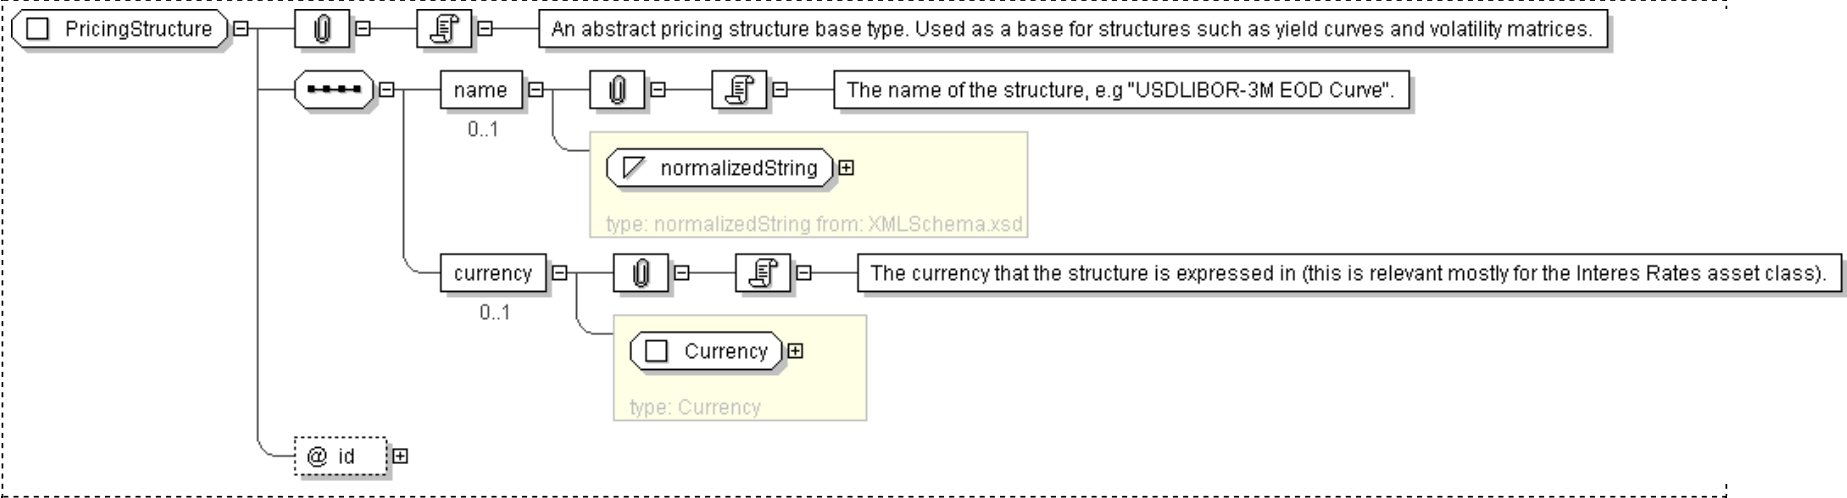 PricingStructure An abstract pricing structure base type. Used as a base for structures such as yield curves and volatility matrices.
name The name of the structure, e.g "USDLIBOR-3M EOD Curve".
0..1
normalizedString
type: normalizedString from: XMLSchema.xsd
currency The currency that the structure is expressed in (this is relevant mostly for the Interes Rates asset class).
0..1
Currency
type: Currency
@ id